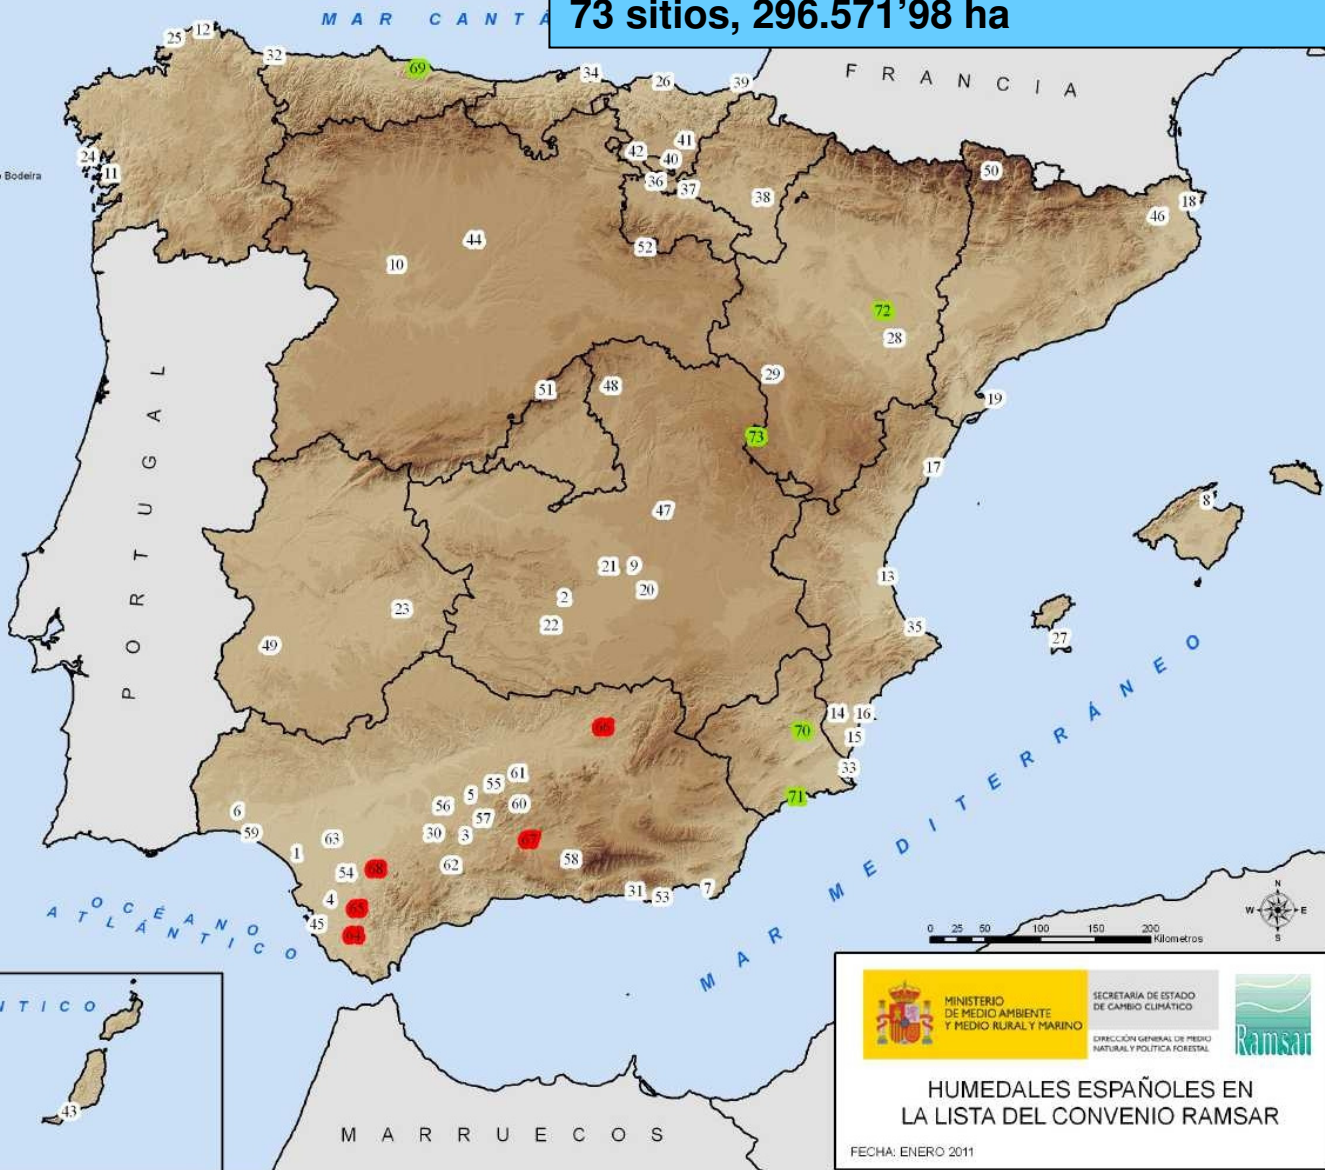 73 sitios, 296.571’98 ha
MAR CANTÁ
FRANCIA
25
12
32
69
34
26
39
24
11
Bodeira
42
41
40
36
37
38
50
18
46
44
52
10
72
28
51
48
29
19
73
17
47
8
21
9
13
2
20
23
22
35
27
49
PORTUGAL
66
14
16
70
15
33
71
61
55
5
56
60
6
57
59
63
30
3
67
1
54
68
62
58
4
65
31
53
7
45
64
OCÉANO
ATLÁNTICO
MAR MEDITERRÁNEO
N
W E
S
0 25 50 100 150 200
Kilometros
NTICO
43
MARRUECOS
MINISTERIO
DE MEDIO AMBIENTE
Y MEDIO RURAL Y MARINO
SECRETARÍA DE ESTADO
DE CAMBIO CLIMÁTICO
DIRECCIÓN GENERAL DE MEDIO
NATURAL Y POLÍTICA FORESTAL
Ramsar
HUMEDALES ESPAÑOLES EN
LA LISTA DEL CONVENIO RAMSAR
FECHA: ENERO 2011